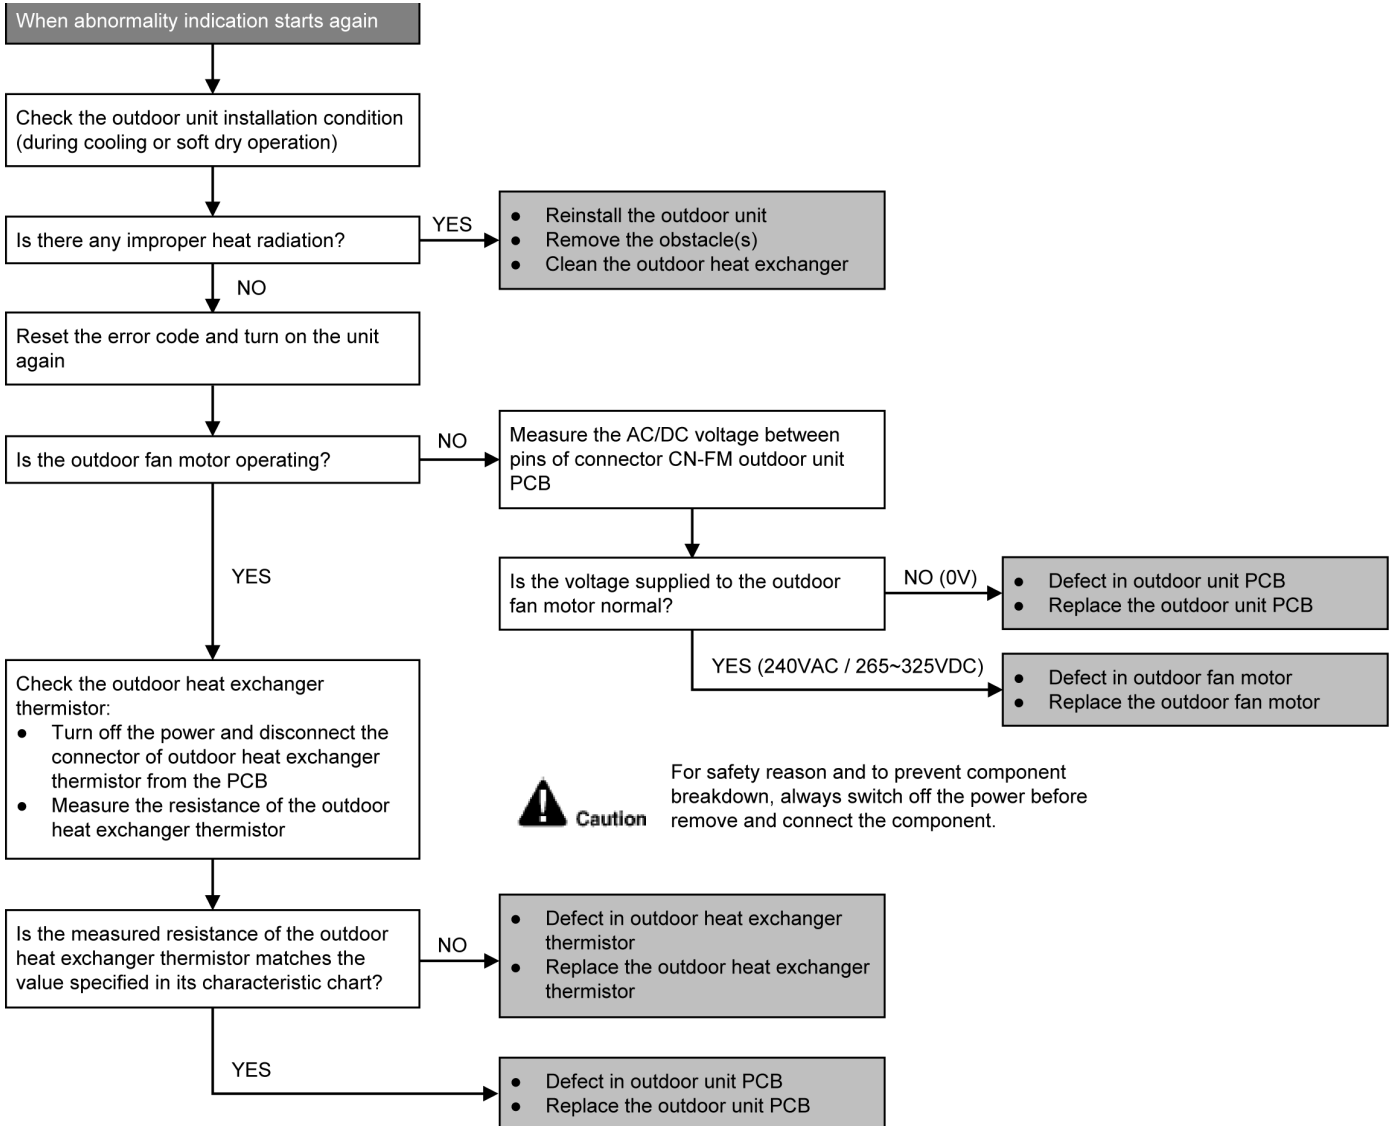 When abnormality indication starts again
Check the outdoor unit installation condition
(during cooling or soft dry operation)
Is there any improper heat radiation?
YES
● Reinstall the outdoor unit
● Remove the obstacle(s)
● Clean the outdoor heat exchanger
NO
Reset the error code and turn on the unit
again
Is the outdoor fan motor operating?
NO
Measure the AC/DC voltage between
pins of connector CN-FM outdoor unit
PCB
YES
Is the voltage supplied to the outdoor
fan motor normal?
NO (0V)
● Defect in outdoor unit PCB
● Replace the outdoor unit PCB
YES (240VAC / 265~325VDC)
● Defect in outdoor fan motor
● Replace the outdoor fan motor
Check the outdoor heat exchanger
thermistor:
● Turn off the power and disconnect the
connector of outdoor heat exchanger
thermistor from the PCB
● Measure the resistance of the outdoor
heat exchanger thermistor
Caution
For safety reason and to prevent component
breakdown, always switch off the power before
remove and connect the component.
Is the measured resistance of the outdoor
heat exchanger thermistor matches the
value specified in its characteristic chart?
NO
● Defect in outdoor heat exchanger
thermistor
● Replace the outdoor heat exchanger
thermistor
YES
● Defect in outdoor unit PCB
● Replace the outdoor unit PCB